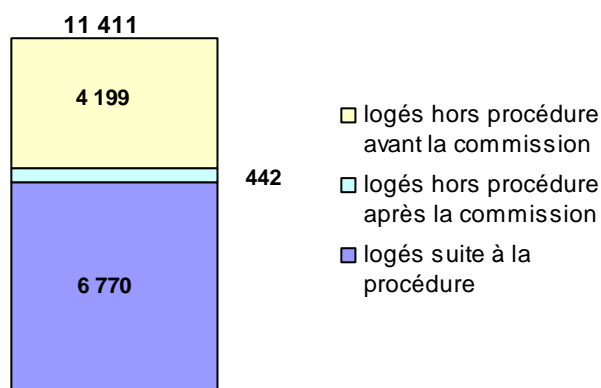 11 411
4 199
442
6 770
logés hors procédure
avant la commission
logés hors procédure
après la commission
logés suite à la
procédure